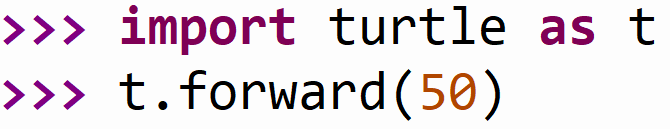 >>> import turtle as t
>>> t.forward(50)